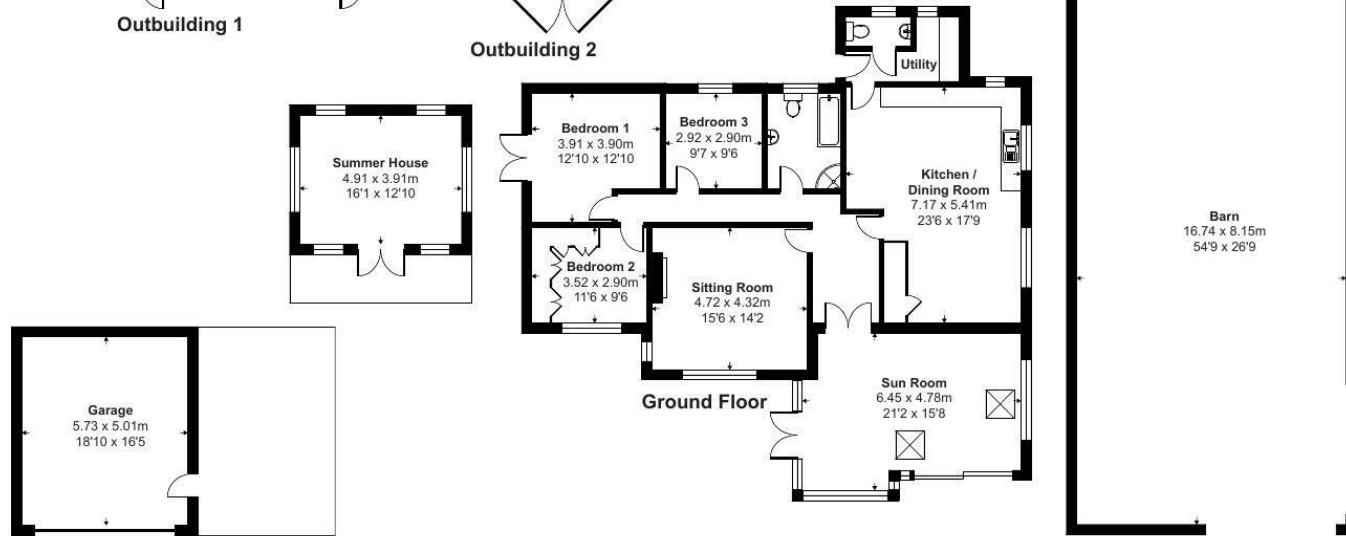 Outbuilding 1
Outbuilding 2
Utility
Bedroom 1
3.91 x 3.90m
12'10 x 12'10
Bedroom 3
2.92 x 2.90m
9'7 x 9'6
Summer House
4.91 x 3.91m
16'1 x 12'10
Kitchen /
Dining Room
7.17 x 5.41m
23'6 x 17'9
Barn
16.74 x 8.15m
54'9 x 26'9
Bedroom 2
3.52 x 2.90m
11'6 x 9'6
Sitting Room
4.72 x 4.32m
15'6 x 14'2
Ground Floor
Sun Room
6.45 x 4.78m
21'2 x 15'8
Garage
5.73 x 5.01m
18'10 x 16'5